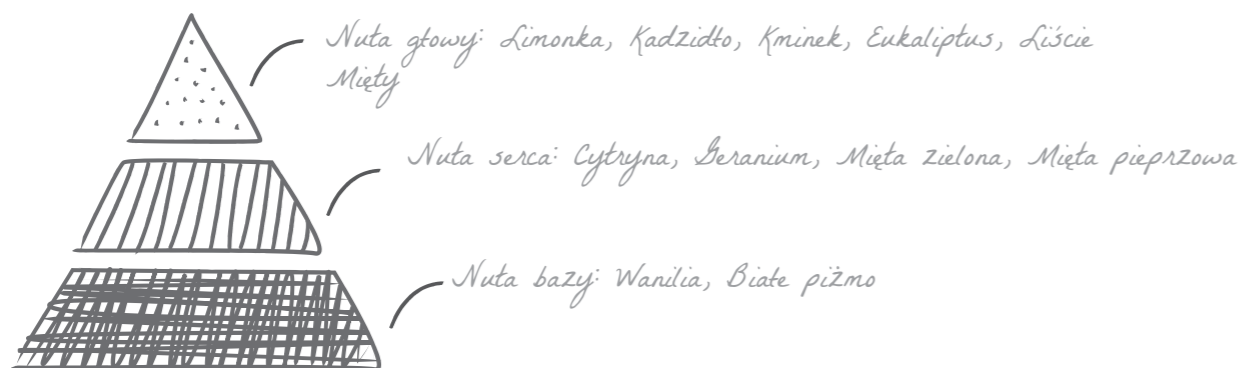 Nuta głowy: Limonka, Kadzidło, Kminek, Eukaliptus, Liście
Mięty
Nuta serca: Cytryna, Geranium, Mięta zielona, Mięta pieprzowa
Nuta bazy: Wanilia, Białe piżmo